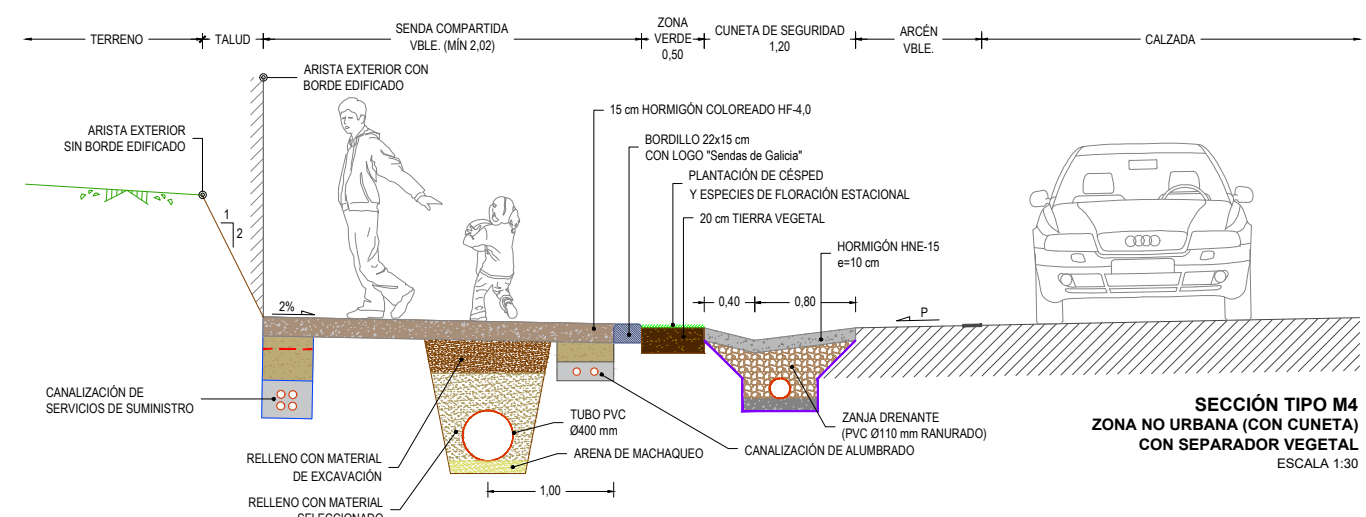 TERRENO
TALUD
SENDA COMPARTIDA
VBLE. (MÍN 2,02)
ZONA
VERDE
0,50
CUNETA DE SEGURIDAD
1,20
ARCÉN
VBLE.
CALZADA
ARISTA EXTERIOR CON
BORDE EDIFICADO
ARISTA EXTERIOR
SIN BORDE EDIFICADO
15 cm HORMIGÓN COLOREADO HF-4,0
BORDILLO 22x15 cm
CON LOGO "Sendas de Galicia"
PLANTACIÓN DE CÉSPED
Y ESPECIES DE FLORACIÓN ESTACIONAL
20 cm TIERRA VEGETAL
HORMIGÓN HNE-15
e=10 cm
1
2
2%
0,40
0,80
P
CANALIZACIÓN DE
SERVICIOS DE SUMINISTRO
TUBO PVC
Ø400 mm
ARENA DE MACHAQUEO
ZANJA DRENANTE
(PVC Ø110 mm RANURADO)
CANALIZACIÓN DE ALUMBRADO
RELLENO CON MATERIAL
DE EXCAVACIÓN
RELLENO CON MATERIAL
SELECCIONADO
1,00
SECCIÓN TIPO M4
ZONA NO URBANA (CON CUNETA)
CON SEPARADOR VEGETAL
ESCALA 1:30